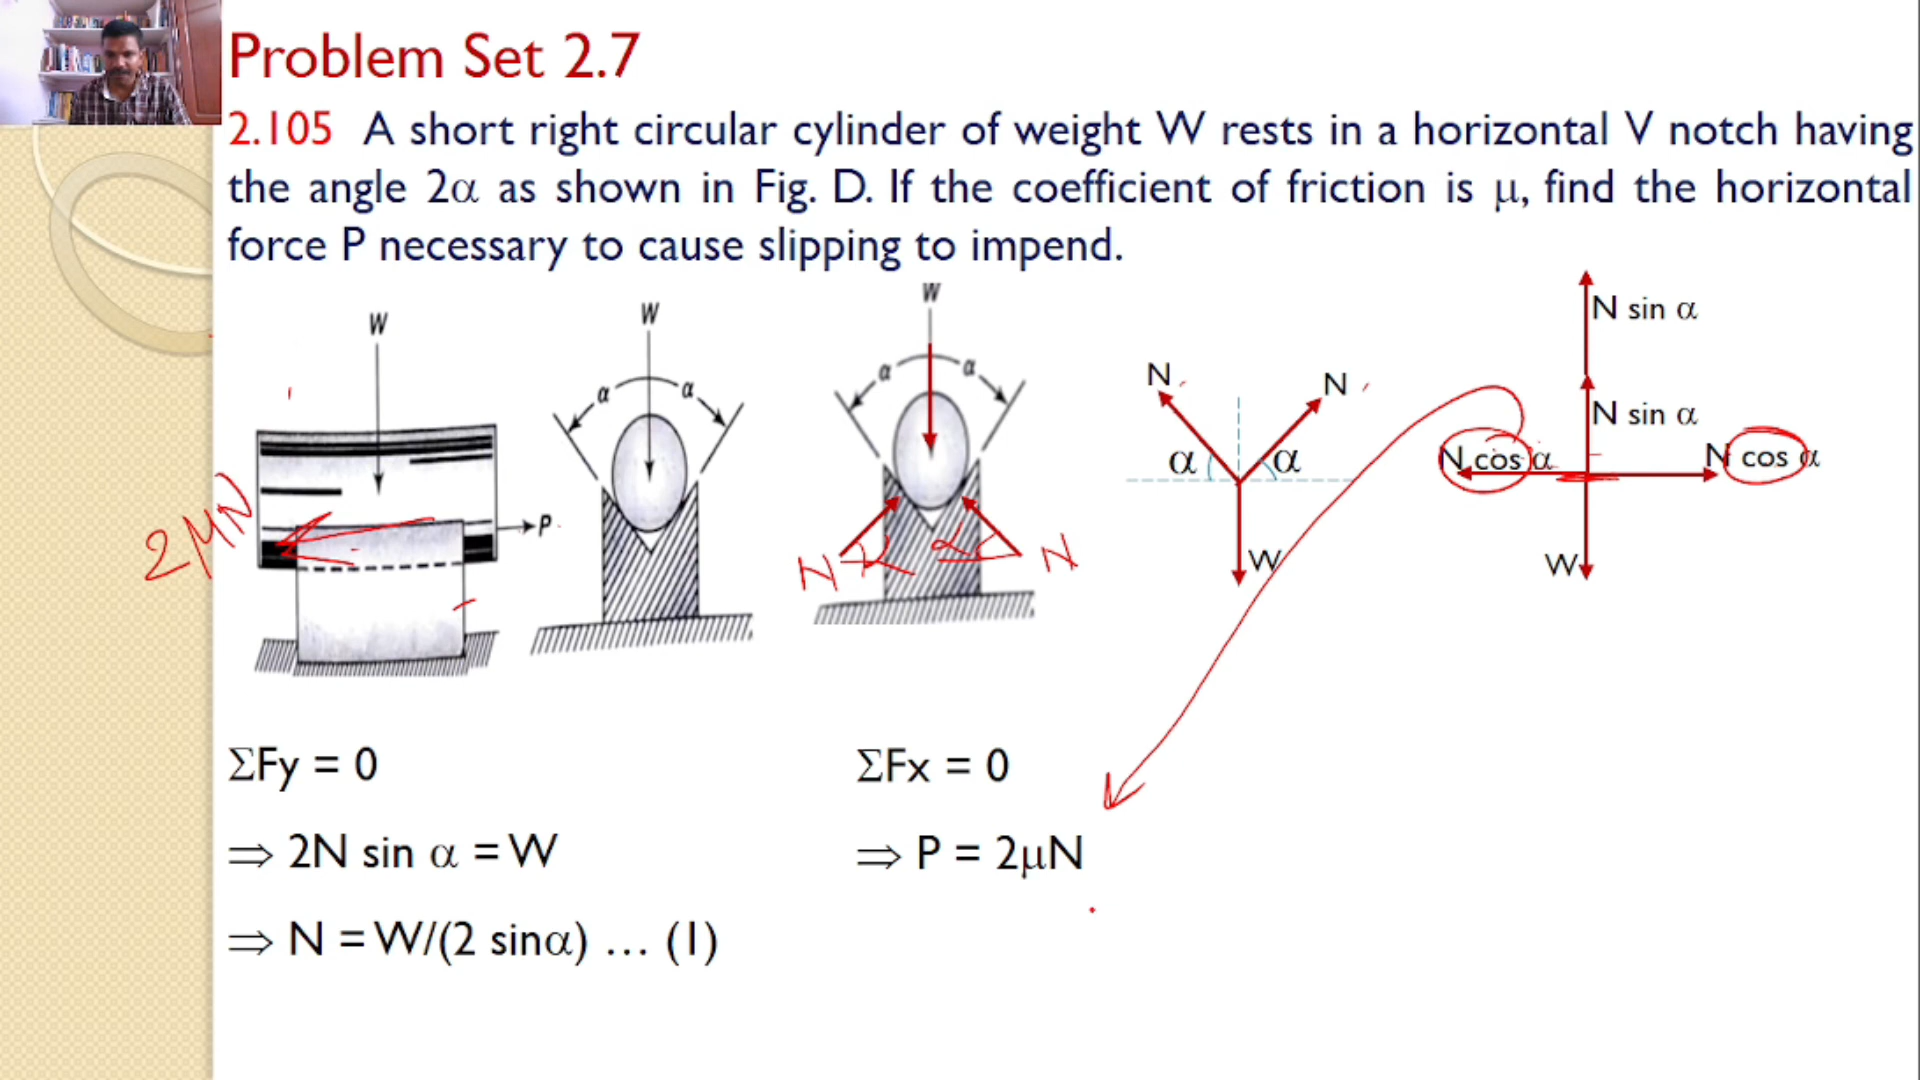 Problem Set 2.7
2.105 A short right circular cylinder of weight W rests in a horizontal V notch having
the angle 2α as shown in Fig. D. If the coefficient of friction is μ, find the horizontal
force P necessary to cause slipping to impend.
W
W
W
α α
α α
P
2μN
N α α N
N N
α α
W
N sin α
N sin α
N cos α N cos α
W
ΣFy = 0
⇒ 2N sin α = W
⇒ N = W/(2 sinα) ... (1)
ΣFx = 0
⇒ P = 2μN